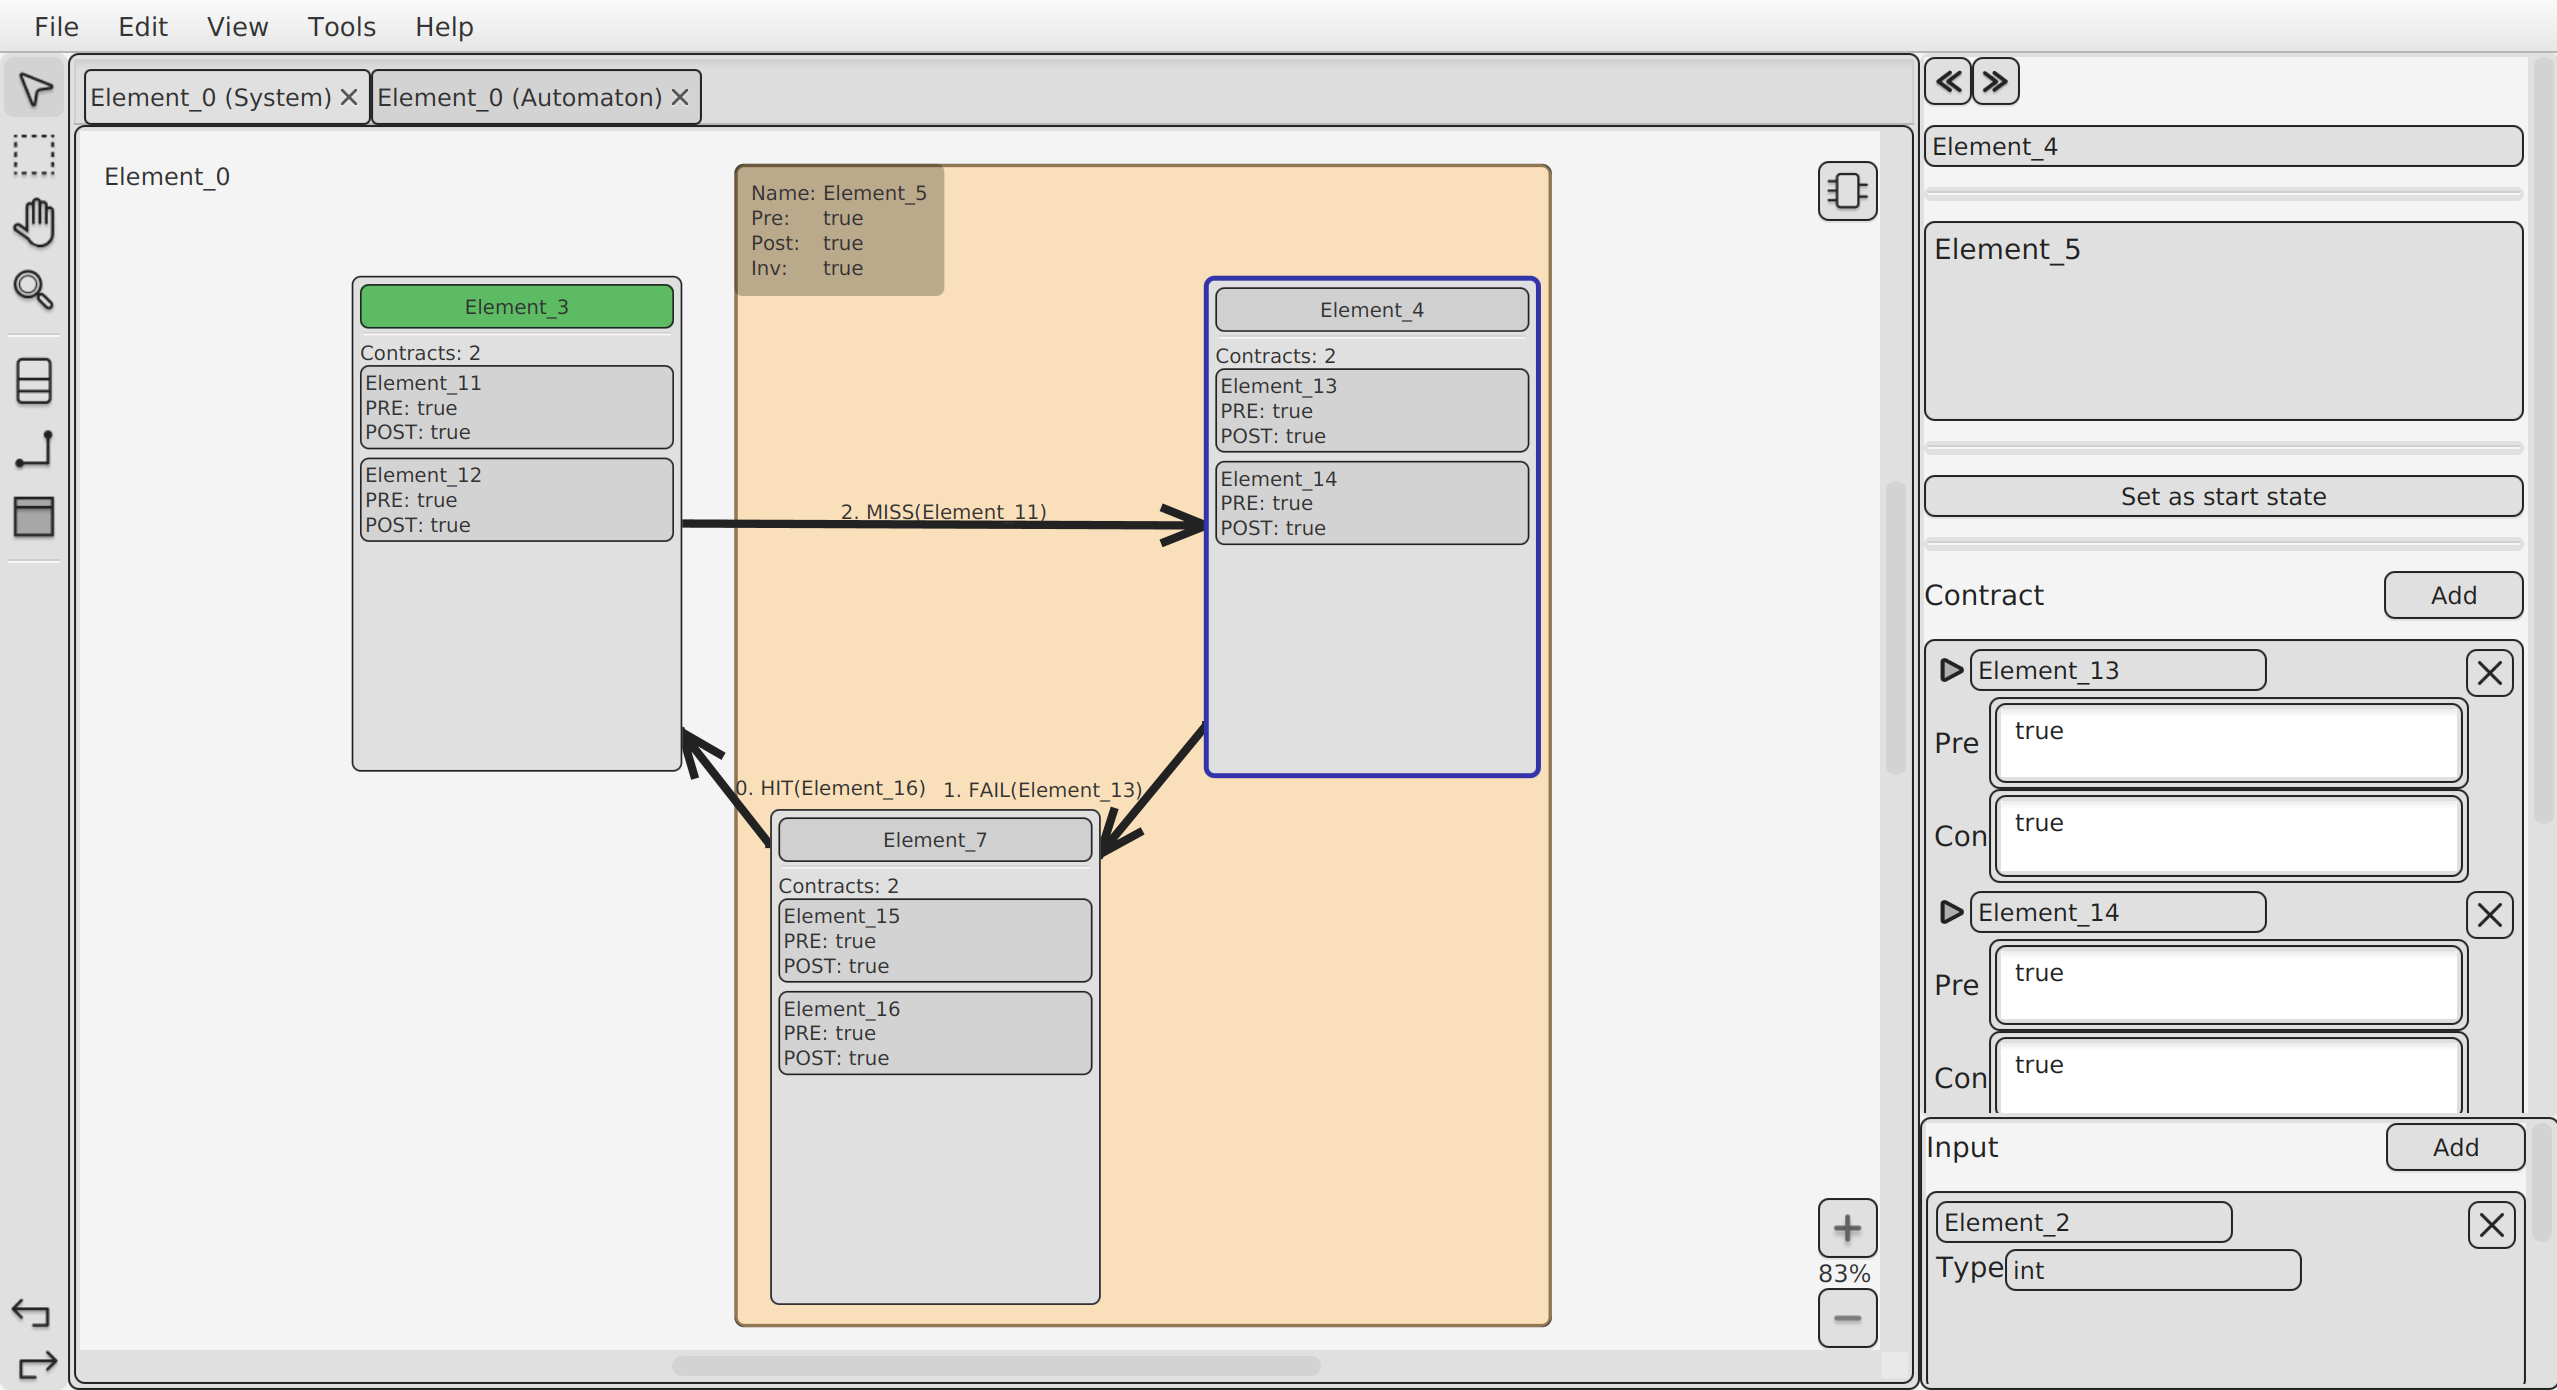 File Edit View Tools Help
Element_0 (System) Element_0 (Automaton)
Element_0
Name: Element_5
Pre: true
Post: true
Inv: true
Element_3
Contracts: 2
Element_11
PRE: true
POST: true
Element_12
PRE: true
POST: true
Element_4
Contracts: 2
Element_13
PRE: true
POST: true
Element_14
PRE: true
POST: true
2. MISS(Element_11)
0. HIT(Element_16)
1. FAIL(Element_13)
Element_7
Contracts: 2
Element_15
PRE: true
POST: true
Element_16
PRE: true
POST: true
83%
Element_4
Element_5
Set as start state
Contract Add
Element_13
Pre true
Con true
Element_14
Pre true
Con true
Input Add
Element_2
Type int